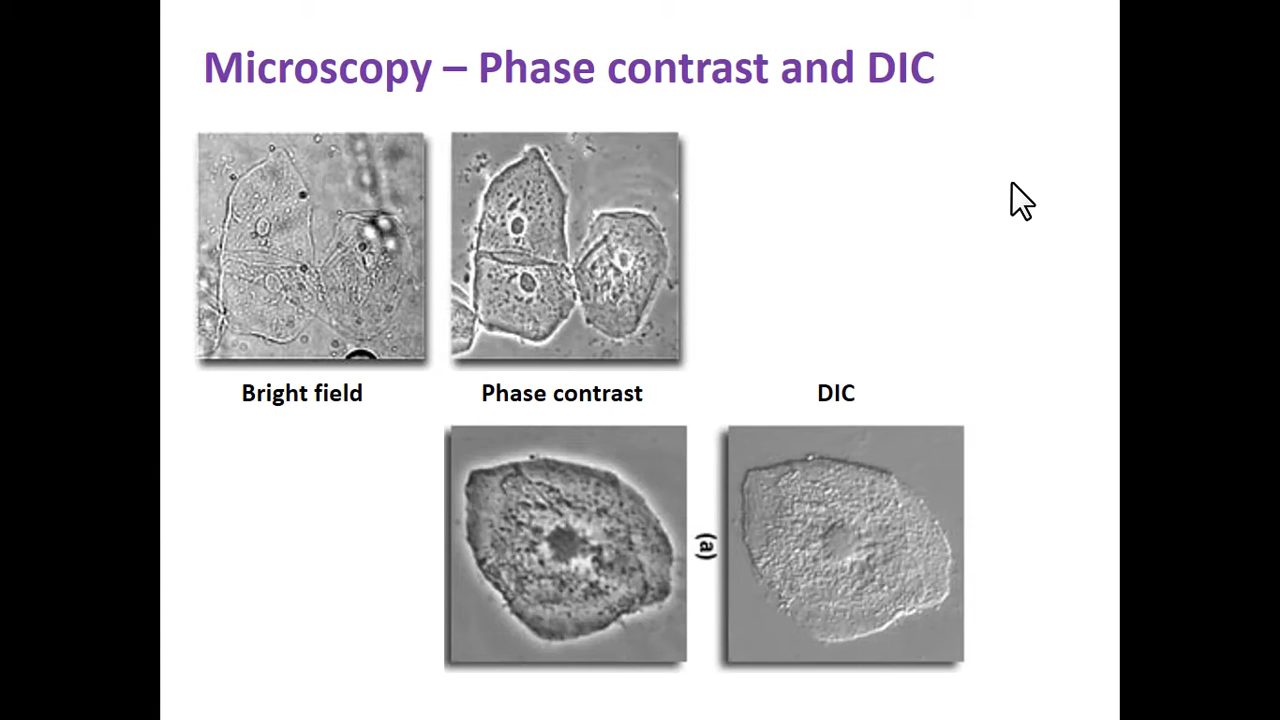 Microscopy – Phase contrast and DIC
Bright field
Phase contrast
DIC
(a)